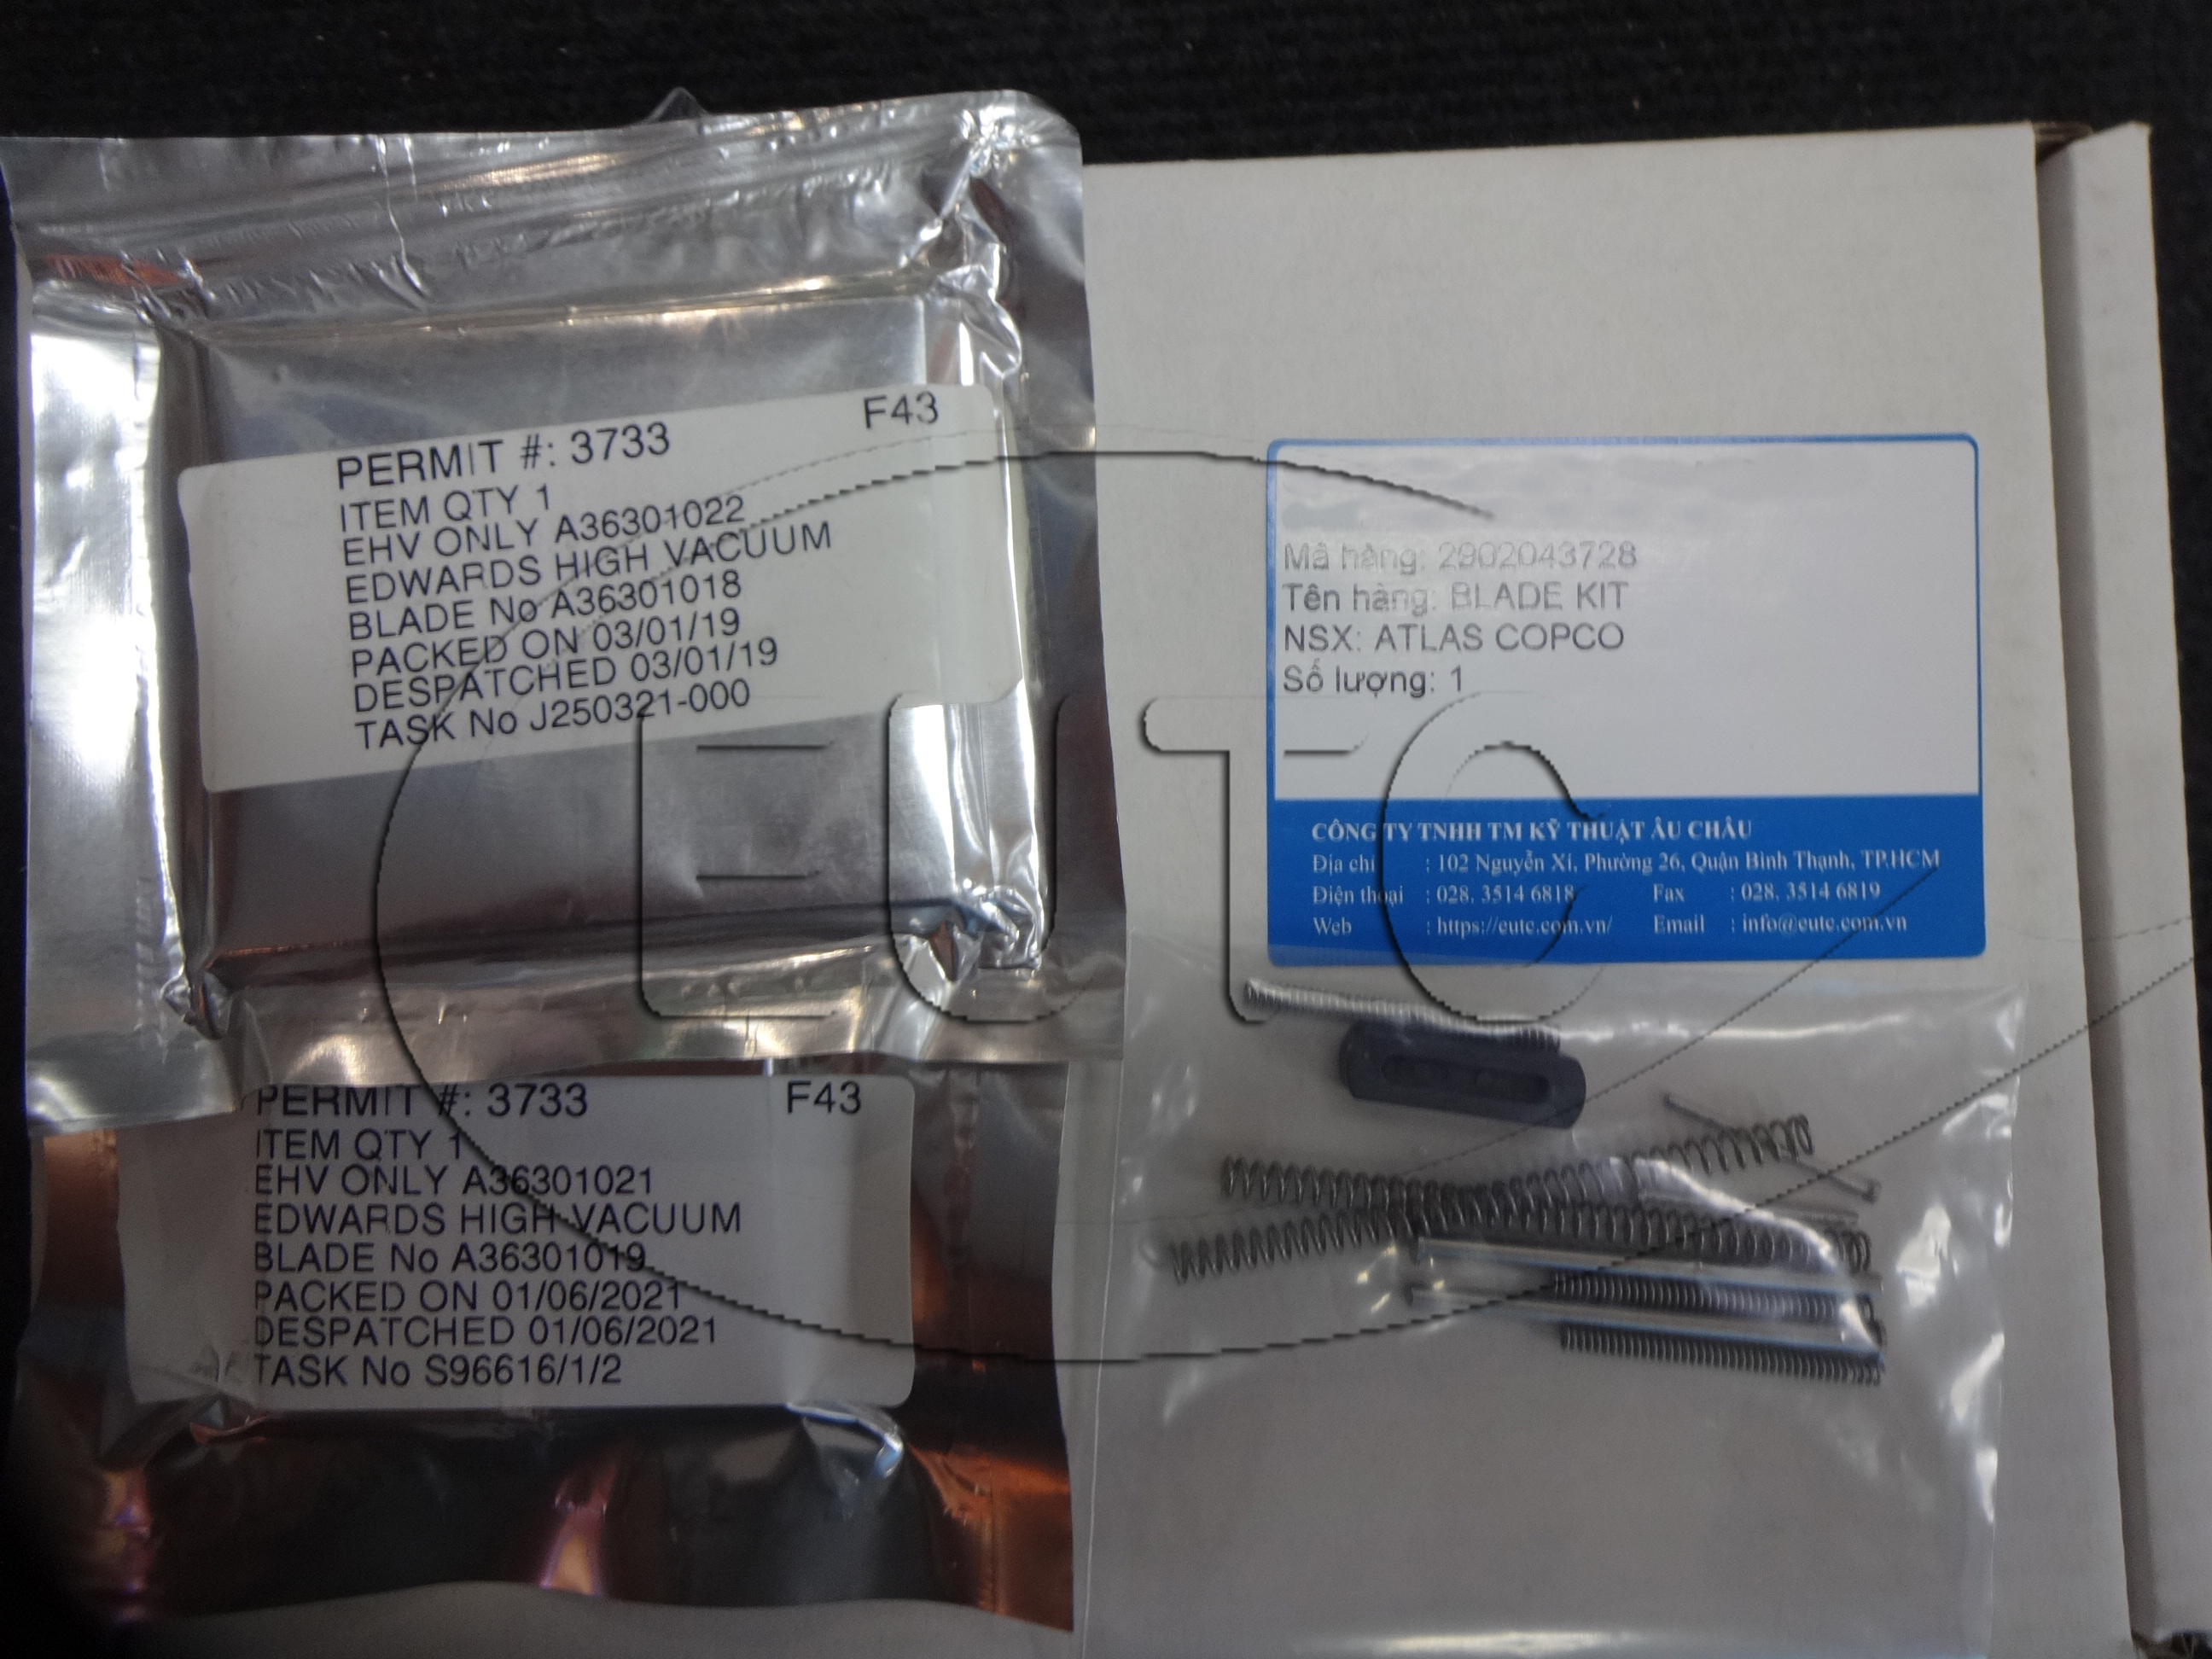 PERMIT #: 3733 F43
ITEM QTY 1
EHV ONLY A36301022
EDWARDS HIGH VACUUM
BLADE No A36301018
PACKED ON 03/01/19
DESPATCHED 03/01/19
TASK No J250321-000
PERMIT #: 3733 F43
ITEM QTY 1
EHV ONLY A36301021
EDWARDS HIGH VACUUM
BLADE No A36301019
PACKED ON 01/06/2021
DESPATCHED 01/06/2021
TASK No S96616/1/2
Mã hàng: 2902043728
Tên hàng: BLADE KIT
NSX: ATLAS COPCO
Số lượng: 1
CÔNG TY TNHH TM KỸ THUẬT ÂU CHÂU
Địa chỉ : 102 Nguyễn Xí, Phường 26, Quận Bình Thạnh, TP.HCM
Điện thoại : 028. 3514 6818 Fax : 028. 3514 6819
Web : https://eutc.com.vn/ Email : info@eutc.com.vn
EUTC